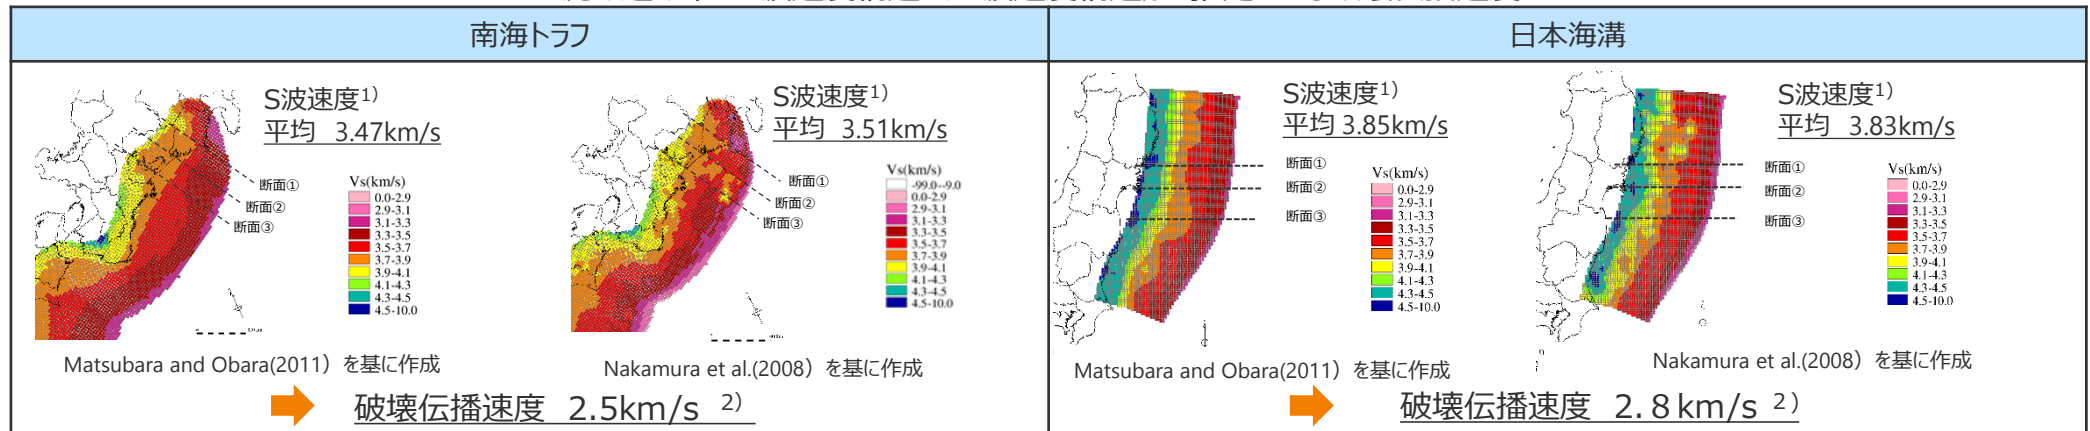 南海トラフ
日本海溝
S波速度1)
平均 3.47km/s
断面①
断面②
断面③
Vs(km/s)
0.0-2.9
2.9-3.1
3.1-3.3
3.3-3.5
3.5-3.7
3.7-3.9
3.9-4.1
4.1-4.3
4.3-4.5
4.5-10.0
Matsubara and Obara(2011）を基に作成
S波速度1)
平均 3.51km/s
断面①
断面②
断面③
Vs(km/s)
-99.0--9.0
0.0-2.9
2.9-3.1
3.1-3.3
3.3-3.5
3.5-3.7
3.7-3.9
3.9-4.1
4.1-4.3
4.3-4.5
4.5-10.0
Nakamura et al.(2008）を基に作成
破壊伝播速度 2.5km/s 2)
S波速度1)
平均 3.85km/s
断面①
断面②
断面③
Vs(km/s)
0.0-2.9
2.9-3.1
3.1-3.3
3.3-3.5
3.5-3.7
3.7-3.9
3.9-4.1
4.1-4.3
4.3-4.5
4.5-10.0
Matsubara and Obara(2011）を基に作成
S波速度1)
平均 3.83km/s
断面①
断面②
断面③
Vs(km/s)
0.0-2.9
2.9-3.1
3.1-3.3
3.3-3.5
3.5-3.7
3.7-3.9
3.9-4.1
4.1-4.3
4.3-4.5
4.5-10.0
Nakamura et al.(2008）を基に作成
破壊伝播速度 2.８km/s 2)